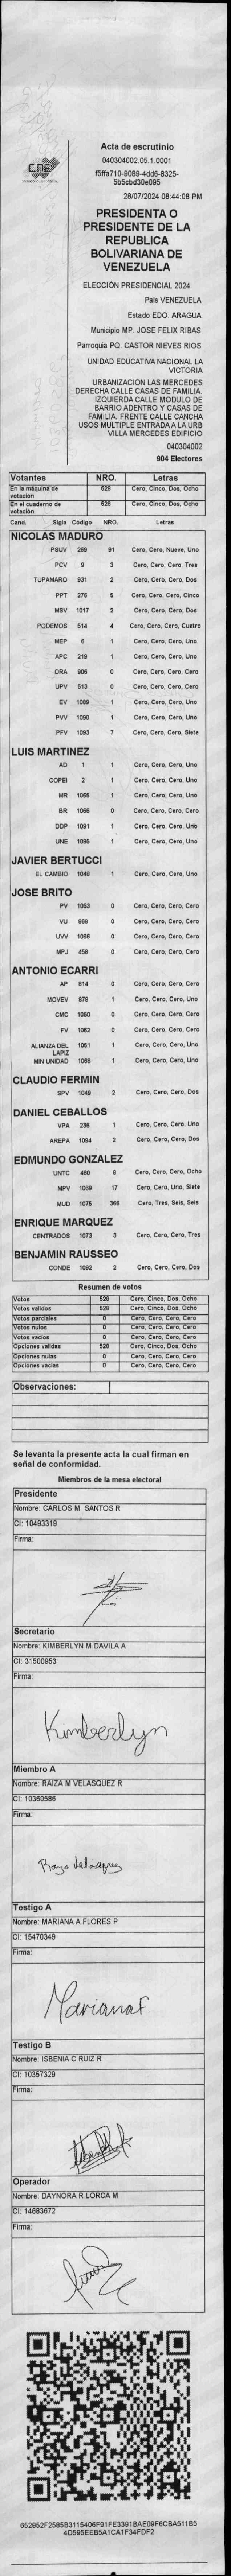 CNE
Acta de escrutinio
040304002.05.1.0001
f5ffa710-9089-4dd6-8325-
5b5cbd30e095
28/07/2024 08:44:08 PM
PRESIDENTA O
PRESIDENTE DE LA
REPUBLICA
BOLIVARIANA DE
VENEZUELA
ELECCIÓN PRESIDENCIAL 2024
Pais VENEZUELA
Estado EDO. ARAGUA
Municipio MP. JOSE FELIX RIBAS
Parroquia PQ. CASTOR NIEVES RIOS
UNIDAD EDUCATIVA NACIONAL LA
VICTORIA
URBANIZACIÓN LAS MERCEDES
DERECHA CALLE CASAS DE FAMILIA.
IZQUIERDA CALLE MODULO DE
BARRIO ADENTRO Y CASAS DE
FAMILIA. FRENTE CALLE CANCHA
USOS MULTIPLE ENTRADA A LA URB
VILLA MERCEDES EDIFICIO
040304002
904 Electores
Votantes NRO. Letras
En la máquina de votación 528 Cero, Cinco, Dos, Ocho
En el cuaderno de votación 528 Cero, Cinco, Dos, Ocho
Cand. Sigla Código NRO. Letras
NICOLAS MADURO
PSUV 269 91 Cero, Cero, Nueve, Uno
PCV 9 3 Cero, Cero, Cero, Tres
TUPAMARO 931 2 Cero, Cero, Cero, Dos
PPT 276 5 Cero, Cero, Cero, Cinco
MSV 1017 2 Cero, Cero, Cero, Dos
PODEMOS 514 4 Cero, Cero, Cero, Cuatro
MEP 6 1 Cero, Cero, Cero, Uno
APC 219 1 Cero, Cero, Cero, Uno
ORA 906 0 Cero, Cero, Cero, Cero
UPV 513 0 Cero, Cero, Cero, Cero
EV 1099 1 Cero, Cero, Cero, Uno
PVV 1090 1 Cero, Cero, Cero, Uno
PFV 1093 7 Cero, Cero, Cero, Siete
LUIS MARTINEZ
AD 1 1 Cero, Cero, Cero, Uno
COPEI 2 1 Cero, Cero, Cero, Uno
MR 1065 1 Cero, Cero, Cero, Uno
BR 1066 0 Cero, Cero, Cero, Cero
DDP 1091 1 Cero, Cero, Cero, Uno
UNE 1095 1 Cero, Cero, Cero, Uno
JAVIER BERTUCCI
EL CAMBIO 1048 1 Cero, Cero, Cero, Uno
JOSE BRITO
PV 1053 0 Cero, Cero, Cero, Cero
VU 868 0 Cero, Cero, Cero, Cero
UVV 1096 0 Cero, Cero, Cero, Cero
MPJ 458 0 Cero, Cero, Cero, Cero
ANTONIO ECARRI
AP 814 0 Cero, Cero, Cero, Cero
MOVEV 878 1 Cero, Cero, Cero, Uno
CMC 1050 0 Cero, Cero, Cero, Cero
FV 1062 0 Cero, Cero, Cero, Cero
ALIANZA DEL LAPIZ 1051 1 Cero, Cero, Cero, Uno
MIN UNIDAD 1068 1 Cero, Cero, Cero, Uno
CLAUDIO FERMIN
SPV 1049 2 Cero, Cero, Cero, Dos
DANIEL CEBALLOS
VPA 236 1 Cero, Cero, Cero, Uno
AREPA 1094 2 Cero, Cero, Cero, Dos
EDMUNDO GONZALEZ
UNTC 460 8 Cero, Cero, Cero, Ocho
MPV 1069 17 Cero, Cero, Uno, Siete
MUD 1075 366 Cero, Tres, Seis, Seis
ENRIQUE MARQUEZ
CENTRADOS 1073 3 Cero, Cero, Cero, Tres
BENJAMIN RAUSSEO
CONDE 1092 2 Cero, Cero, Cero, Dos
Resumen de votos
Votos 528 Cero, Cinco, Dos, Ocho
Votos validos 528 Cero, Cinco, Dos, Ocho
Votos parciales 0 Cero, Cero, Cero, Cero
Votos nulos 0 Cero, Cero, Cero, Cero
Votos vacios 0 Cero, Cero, Cero, Cero
Opciones validas 528 Cero, Cinco, Dos, Ocho
Opciones nulas 0 Cero, Cero, Cero, Cero
Opciones vacias 0 Cero, Cero, Cero, Cero
Observaciones:
Se levanta la presente acta la cual firman en
señal de conformidad.
Miembros de la mesa electoral
Presidente
Nombre: CARLOS M SANTOS R
CI: 10493319
Firma:
Secretario
Nombre: KIMBERLYN M DAVILA A
CI: 31500953
Firma:
Kimberlyn
Miembro A
Nombre: RAIZA M VELASQUEZ R
CI: 10360586
Firma:
Testigo A
Nombre: MARIANA A FLORES P
CI: 15470349
Firma:
Mariana F
Testigo B
Nombre: ISBENIA C RUIZ R
CI: 10357329
Firma:
Operador
Nombre: DAYNORA R LORCA M
CI: 14683672
Firma:
652952F2585B3115406F91FE3391BAE09F6CBA511B5
4D595EEB5A1CA1F34FDF2